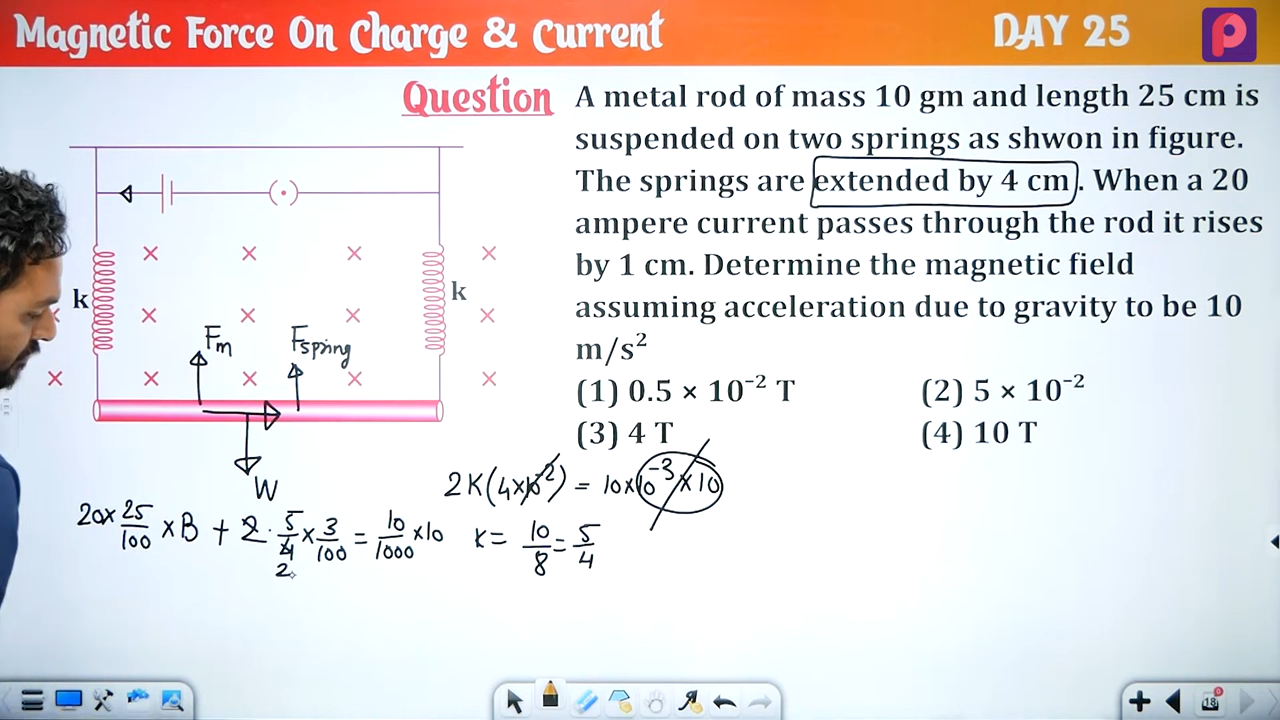 Magnetic Force On Charge & Current
DAY 25
Question
A metal rod of mass 10 gm and length 25 cm is
suspended on two springs as shwon in figure.
The springs are extended by 4 cm. When a 20
ampere current passes through the rod it rises
by 1 cm. Determine the magnetic field
assuming acceleration due to gravity to be 10
m/s²
(1) 0.5 × 10⁻² T
(2) 5 × 10⁻²
(3) 4 T
(4) 10 T
k
k
Fm
Fspring
W
2K(4×10⁻²) = 10×10⁻³×10
20×25/100 ×B + 2·5/4×3/100 = 10/1000×10
2
K = 10/8 = 5/4
18